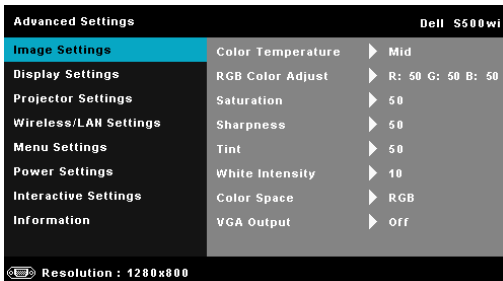 Advanced Settings Dell S500wi
Image Settings Color Temperature Mid
Display Settings RGB Color Adjust R: 50 G: 50 B: 50
Projector Settings Saturation 50
Wireless/LAN Settings Sharpness 50
Menu Settings Tint 50
Power Settings White Intensity 10
Interactive Settings Color Space RGB
Information VGA Output Off
Resolution : 1280x800